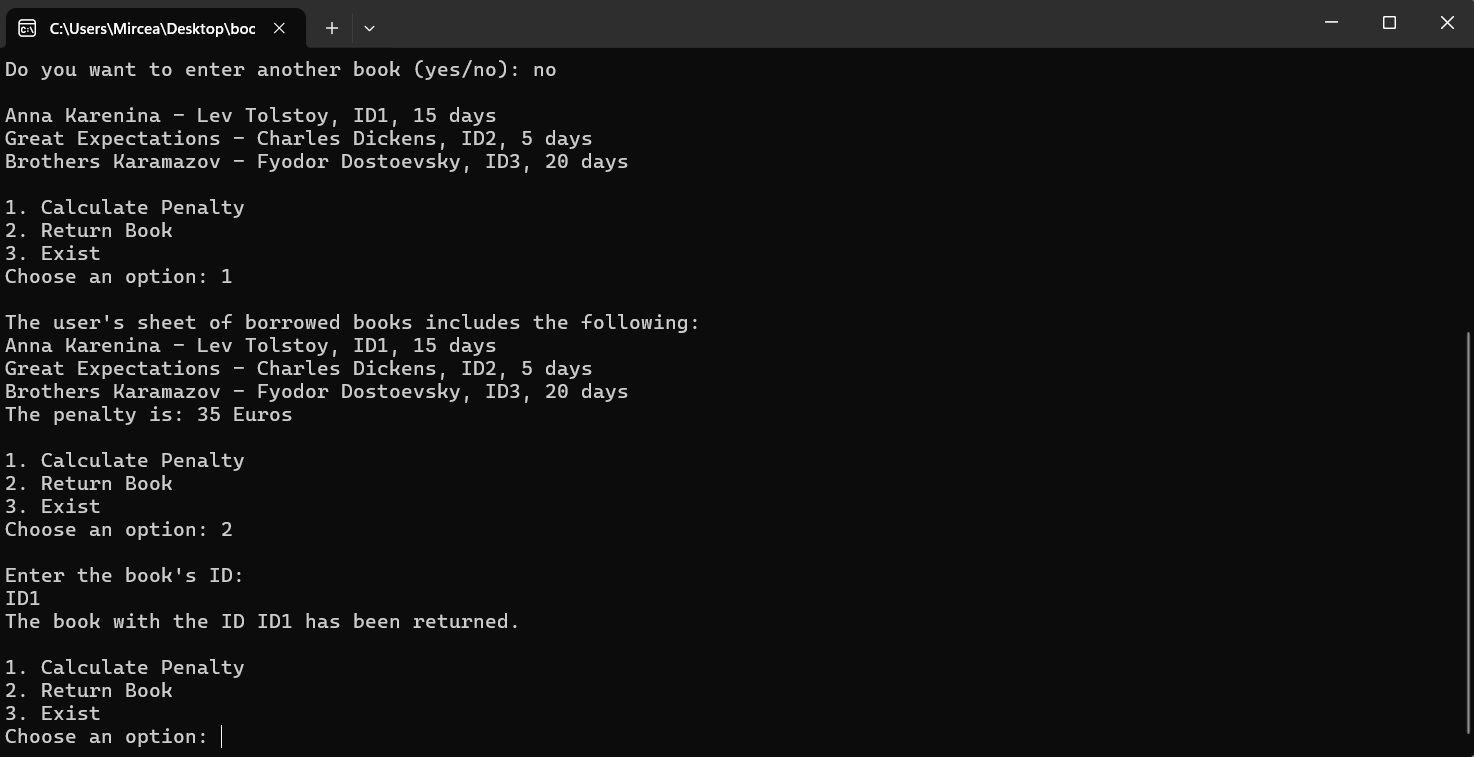 C:\Users\Mircea\Desktop\boc
Do you want to enter another book (yes/no): no
Anna Karenina - Lev Tolstoy, ID1, 15 days
Great Expectations - Charles Dickens, ID2, 5 days
Brothers Karamazov - Fyodor Dostoevsky, ID3, 20 days
1. Calculate Penalty
2. Return Book
3. Exist
Choose an option: 1
The user's sheet of borrowed books includes the following:
Anna Karenina - Lev Tolstoy, ID1, 15 days
Great Expectations - Charles Dickens, ID2, 5 days
Brothers Karamazov - Fyodor Dostoevsky, ID3, 20 days
The penalty is: 35 Euros
1. Calculate Penalty
2. Return Book
3. Exist
Choose an option: 2
Enter the book's ID:
ID1
The book with the ID ID1 has been returned.
1. Calculate Penalty
2. Return Book
3. Exist
Choose an option: